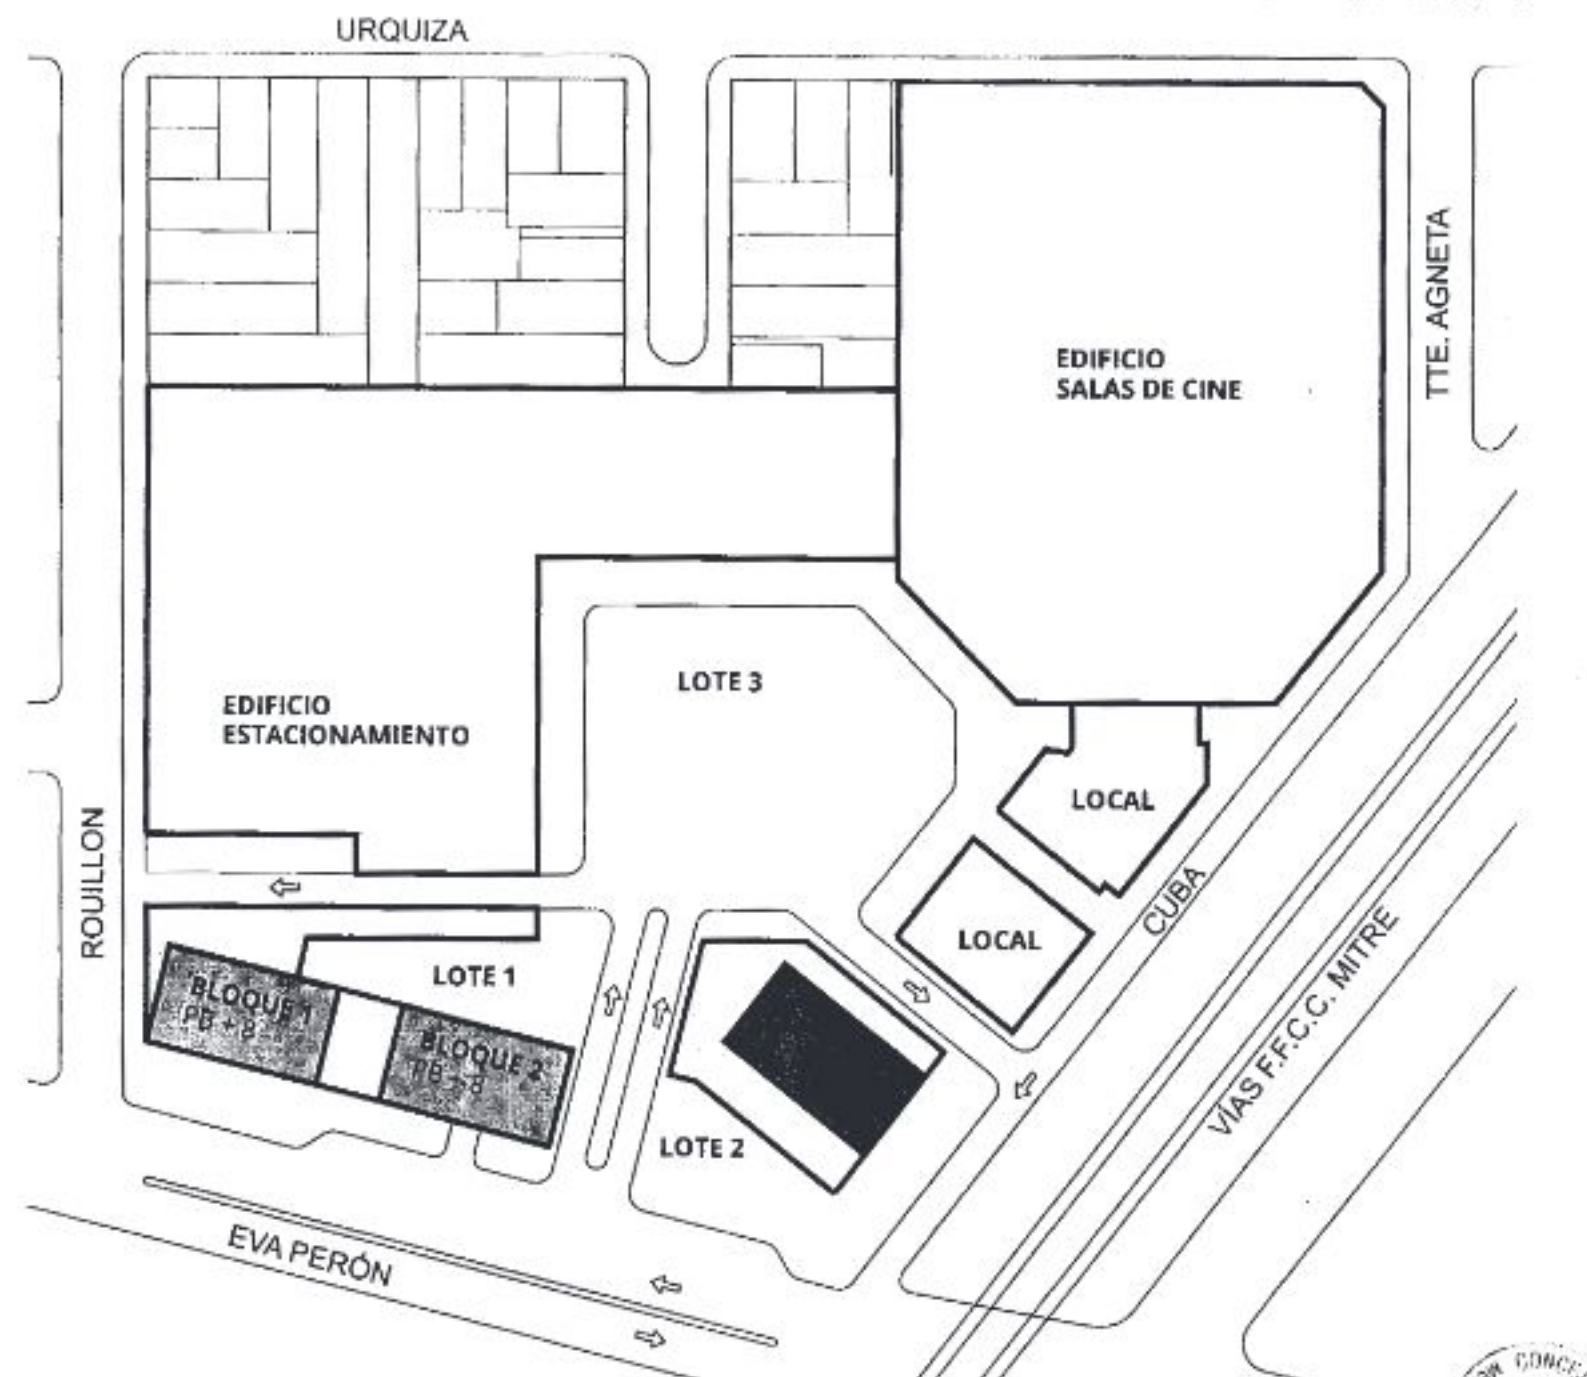 URQUIZA
TTE. AGNETA
EDIFICIO
SALAS DE CINE
LOTE 3
EDIFICIO
ESTACIONAMIENTO
LOCAL
ROUILLON
CUBA
LOCAL
VÍAS F.F.C.C. MITRE
LOTE 1
BLOQUE 1
PB + 8
BLOQUE 2
PB + 8
LOTE 2
EVA PERÓN